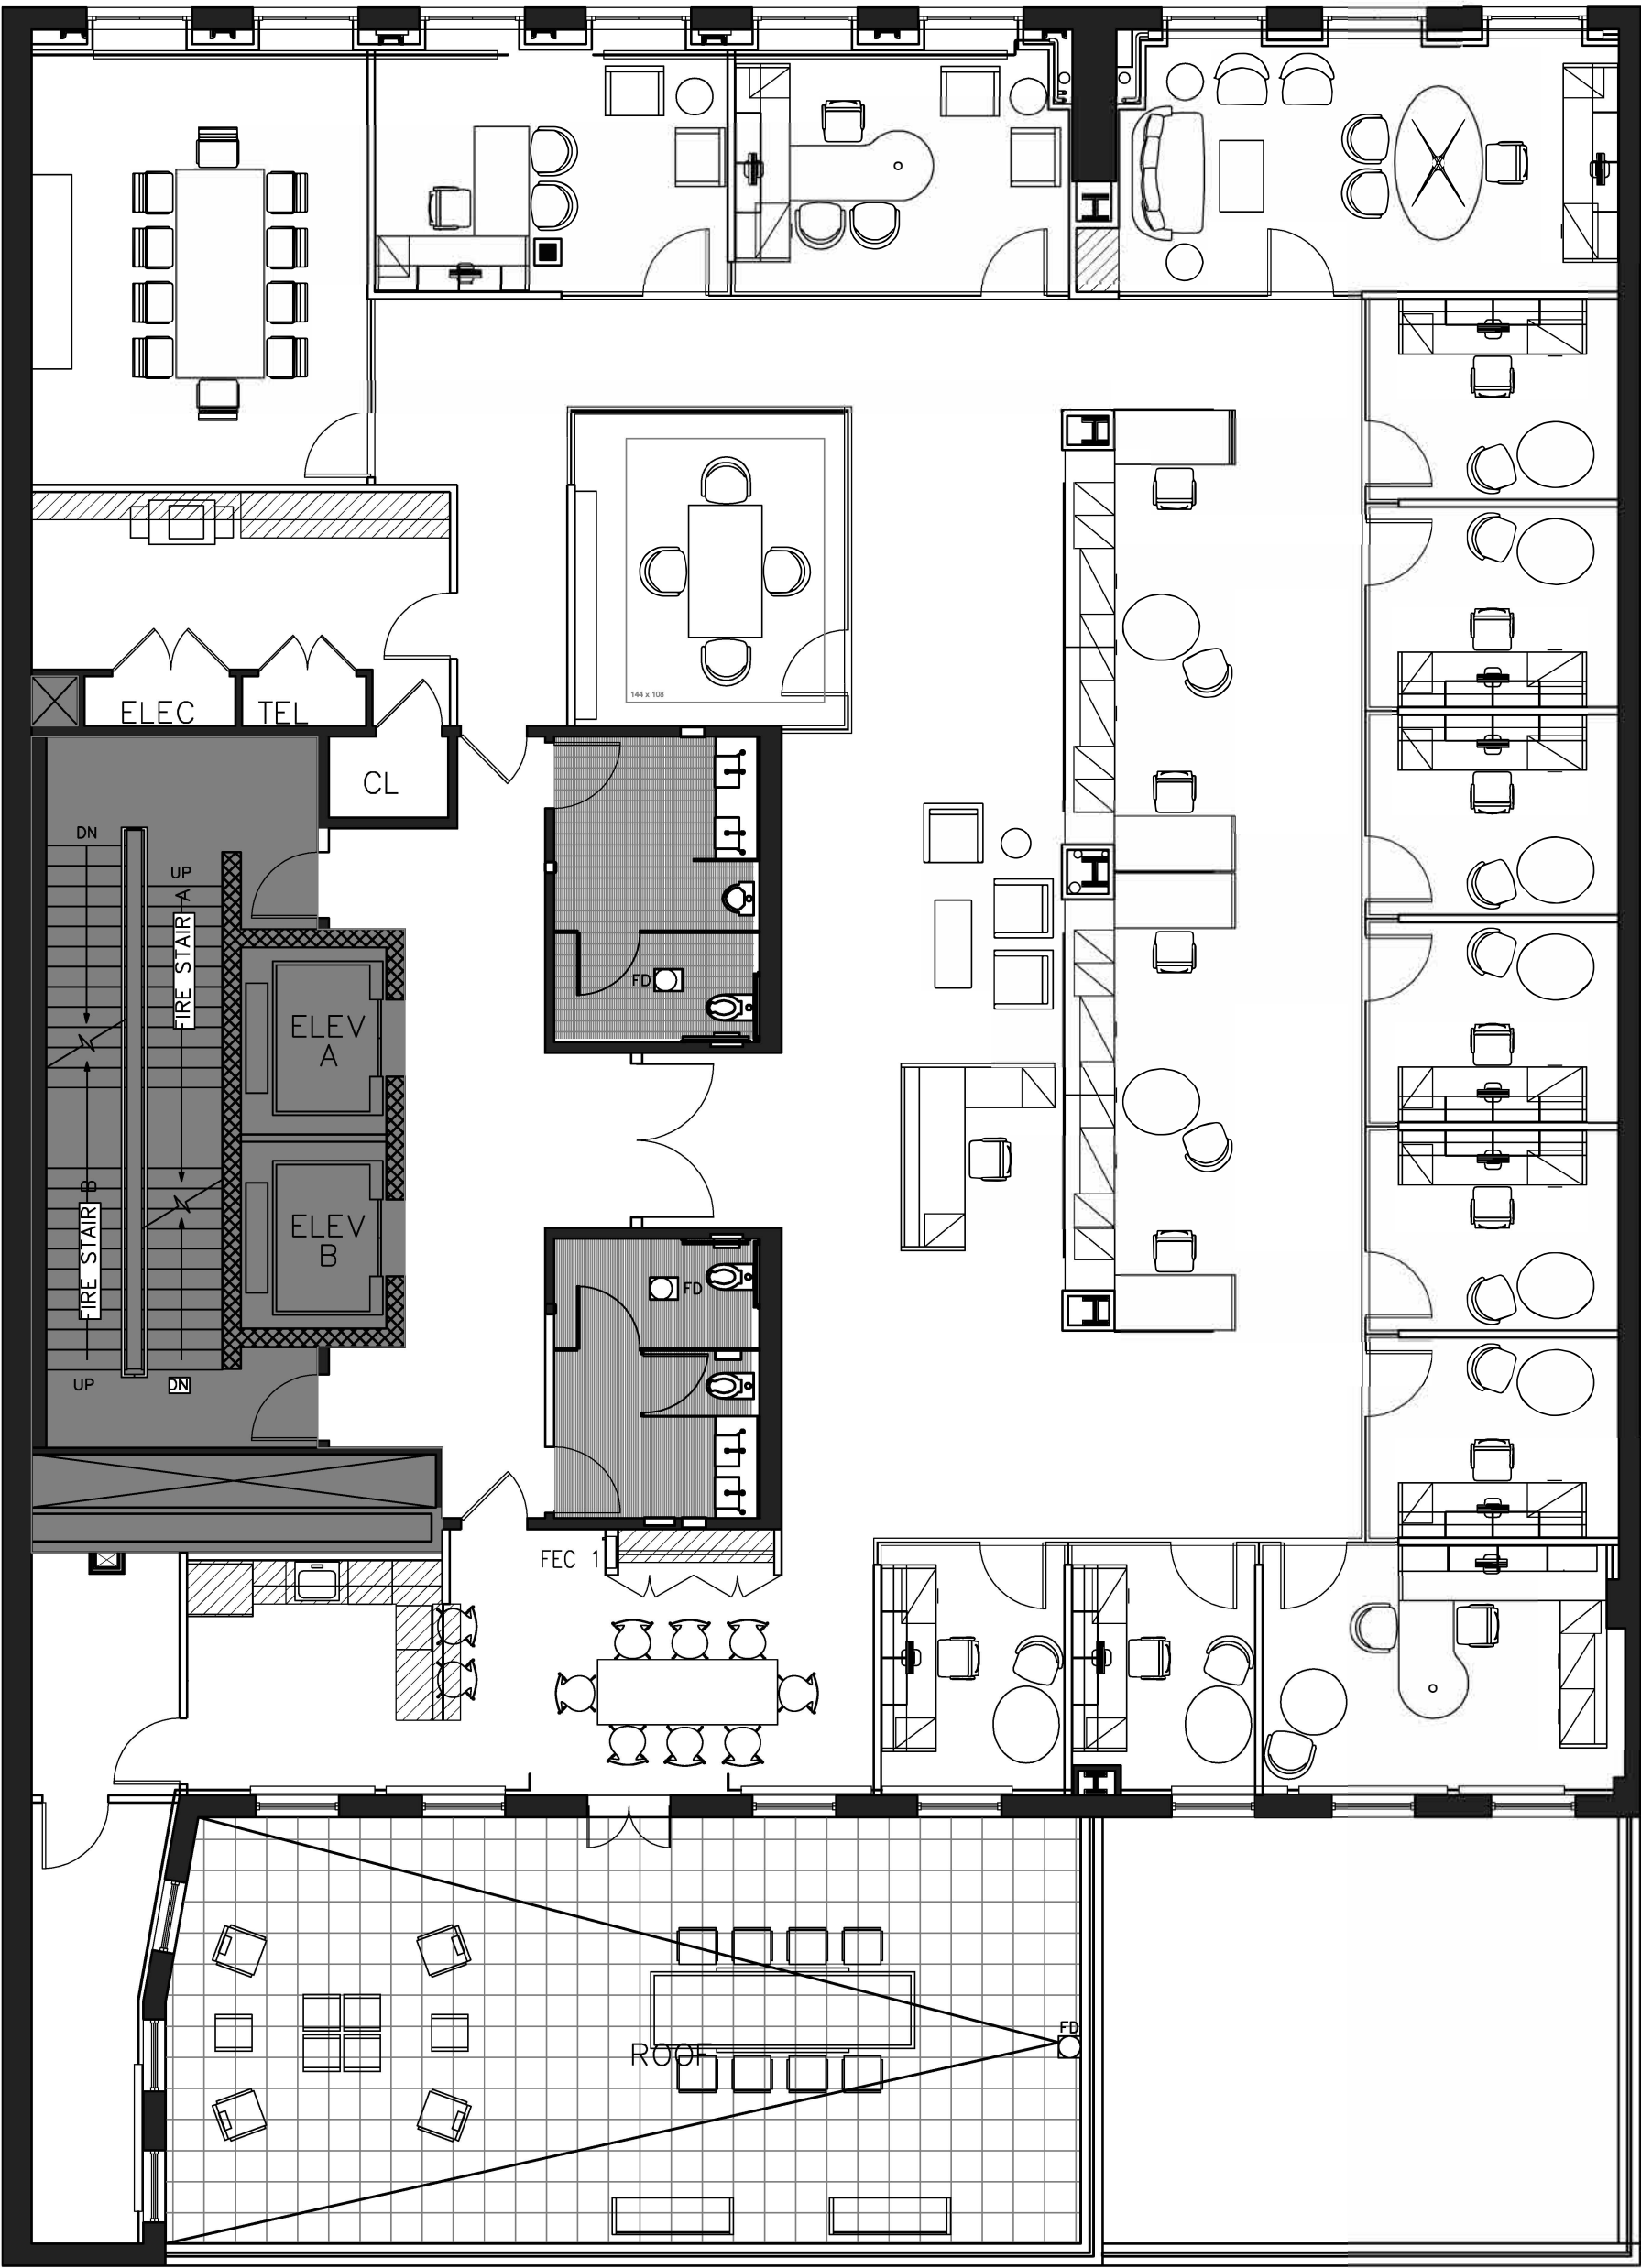 144 x 108
ELEC
TEL
CL
DN
UP
FIRE STAIR A
FD
ELEV
A
ELEV
B
FIRE STAIR B
FD
UP
DN
FEC 1
FD
ROOF